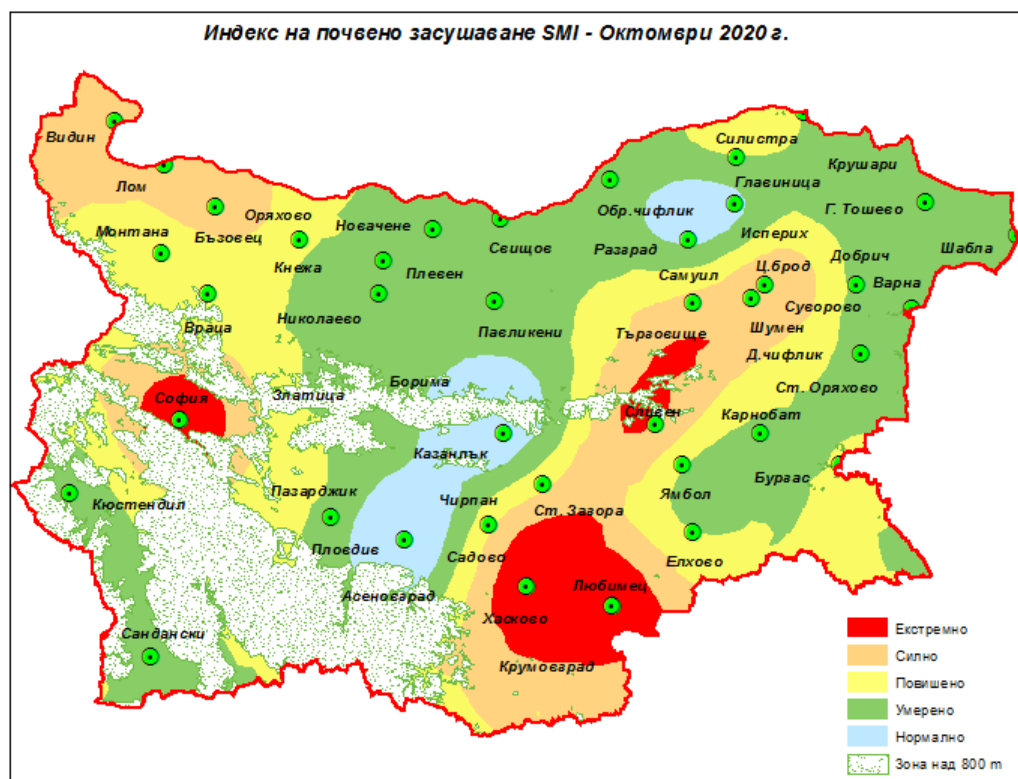 Индекс на почвено засушаване SMI - Октомври 2020 г.
Видин
Силистра
Крушари
Лом
Главиница
Оряхово
Обр.чифлик
Г. Тошево
Монтана
Бъзовец
Новачене
Свищов
Исперих
Шабла
Разград
Кнежа
Плевен
Самуил
Ц.брод
Добрич
Варна
Николаево
Суворово
Враца
Павликени
Търговище
Шумен
Д.чифлик
Борима
Златица
Ст. Оряхово
София
Сливен
Карнобат
Казанлък
Ямбол
Бургас
Кюстендил
Пазарджик
Чирпан
Ст. Загора
Пловдив
Садово
Елхово
Асеновград
Любимец
Хасково
Сандански
Крумовград
Екстремно
Силно
Повишено
Умерено
Нормално
Зона над 800 m